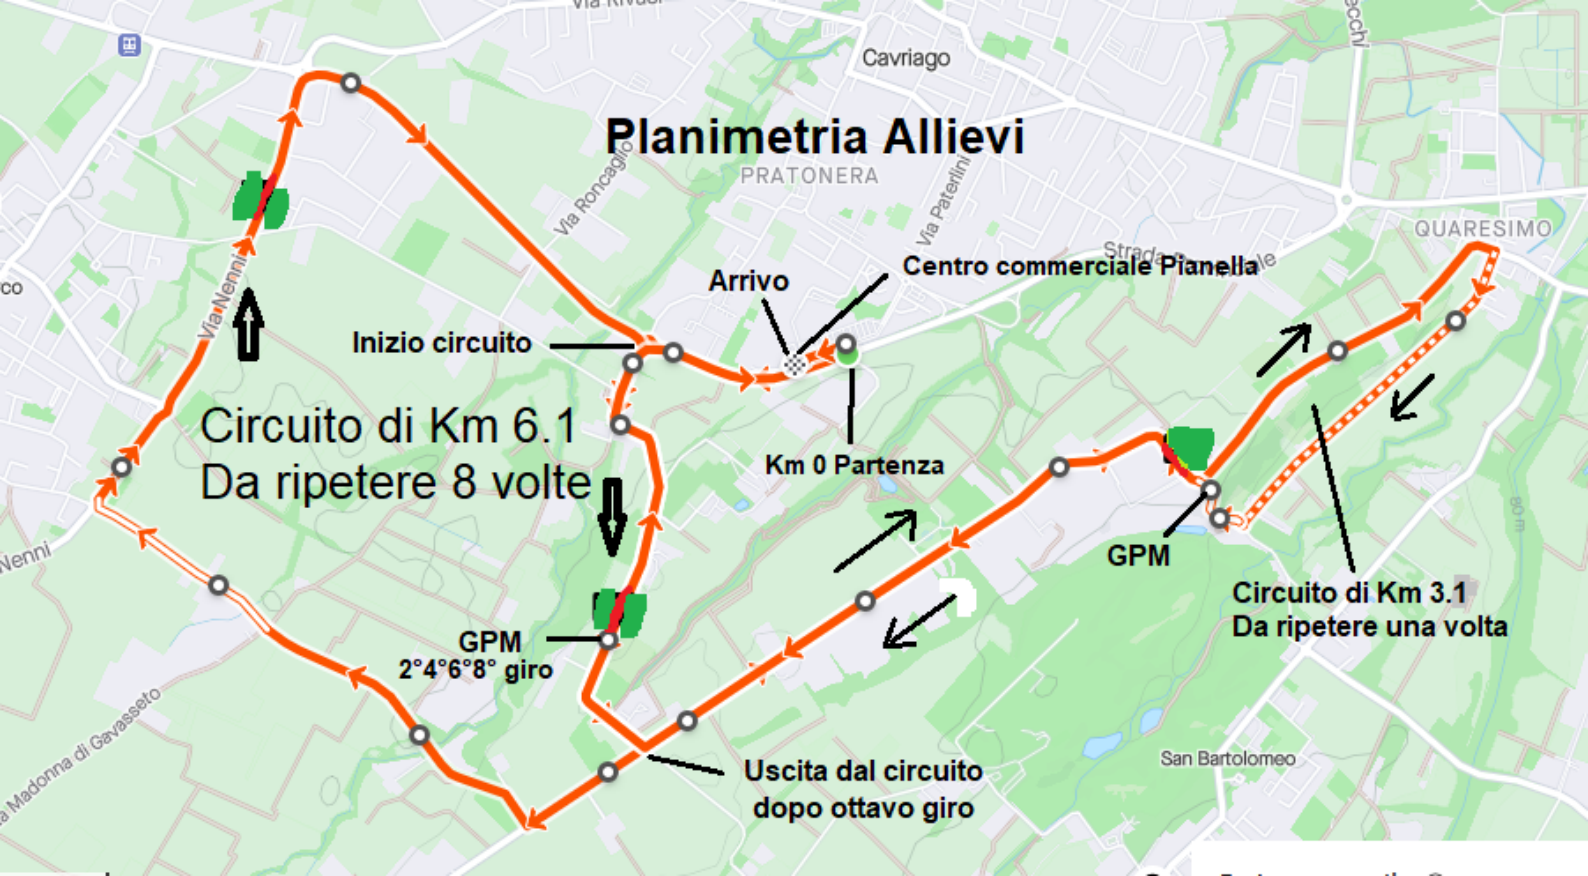 Cavriago
Planimetria Allievi
PRATONERA
Via Roncaglio
Via Paterlini
QUARESIMO
Strada
Centro commerciale Pianella
Arrivo
Inizio circuito
Via Nenni
co
Circuito di Km 6.1
Da ripetere 8 volte
Km 0 Partenza
80 m
Nenni
GPM
Circuito di Km 3.1
Da ripetere una volta
GPM
2°4°6°8° giro
Madonna di Gavasseto
San Bartolomeo
Uscita dal circuito
dopo ottavo giro